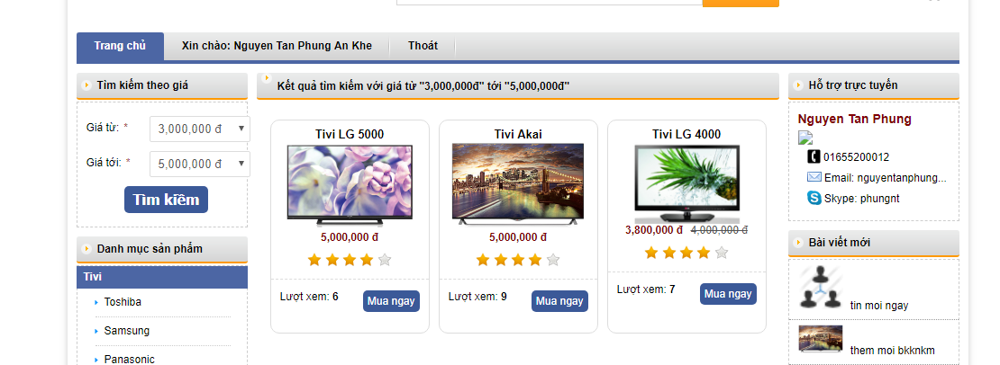 Trang chủ
Xin chào: Nguyen Tan Phung An Khe
Thoát
Tìm kiếm theo giá
Giá từ: *
3,000,000 đ
Giá tới: *
5,000,000 đ
Tìm kiếm
Danh mục sản phẩm
Tivi
Toshiba
Samsung
Panasonic
Kết quả tìm kiếm với giá từ "3,000,000đ" tới "5,000,000đ"
Tivi LG 5000
5,000,000 đ
Lượt xem: 6
Mua ngay
Tivi Akai
5,000,000 đ
Lượt xem: 9
Mua ngay
Tivi LG 4000
3,800,000 đ 4,000,000 đ
Lượt xem: 7
Mua ngay
Hỗ trợ trực tuyến
Nguyen Tan Phung
01655200012
Email: nguyentanphung...
Skype: phungnt
Bài viết mới
tin moi ngay
them moi bkknkm